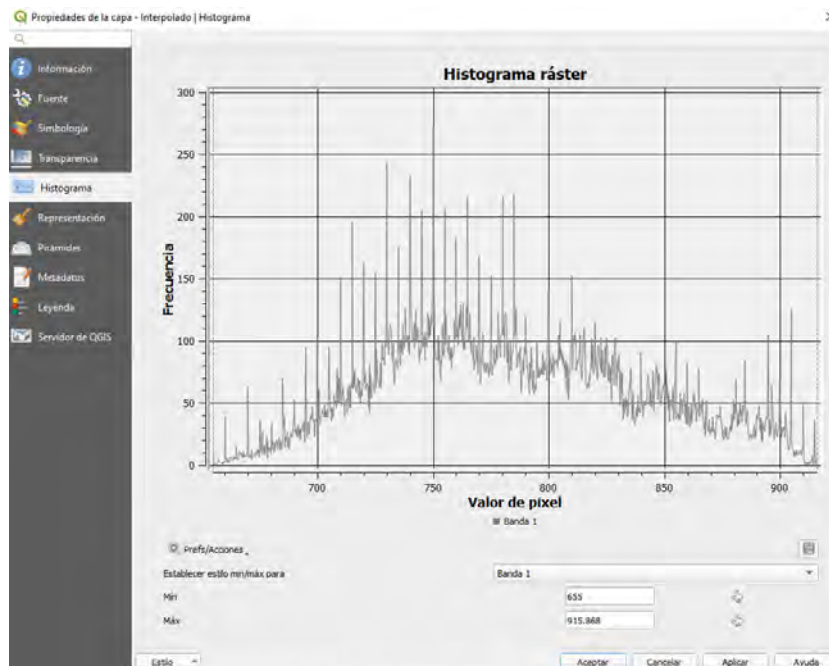 Propiedades de la capa - Interpolado | Histograma
Información
Fuente
Simbología
Transparencia
Histograma
Representación
Pirámides
Metadatos
Leyenda
Servidor de QGIS
Histograma ráster
Frecuencia
300
250
200
150
100
50
0
700
750
800
850
900
Valor de píxel
Banda 1
Prefs/Acciones
Establecer estilo min/máx para
Banda 1
Mín
655
Máx
915.868
Estilo
Aceptar
Cancelar
Aplicar
Ayuda